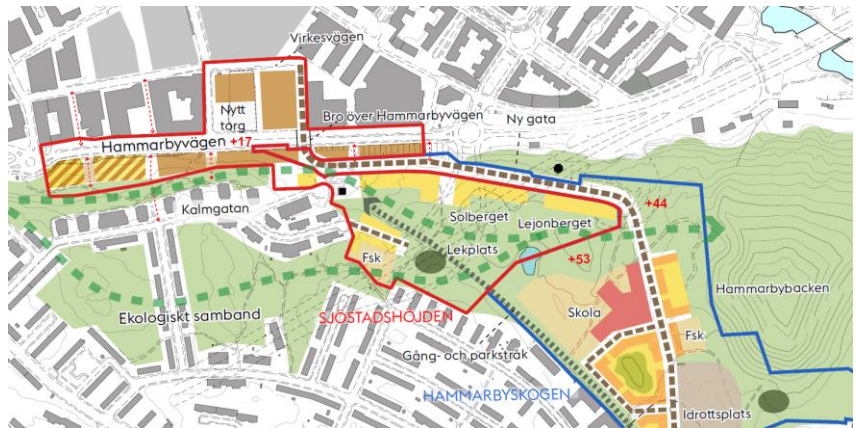 Virkesvägen
Nytt
torg
Bro över Hammarbyvägen
Ny gata
Hammarbyvägen +17
Kalmgatan
Solberget
Lejonberget
+44
Lekplats
+53
Fsk
Hammarbybacken
Ekologiskt samband
SJÖSTADSHÖJDEN
Skola
Fsk
Gång- och parkstråk
HAMMARBYSKOGEN
Idrottsplats